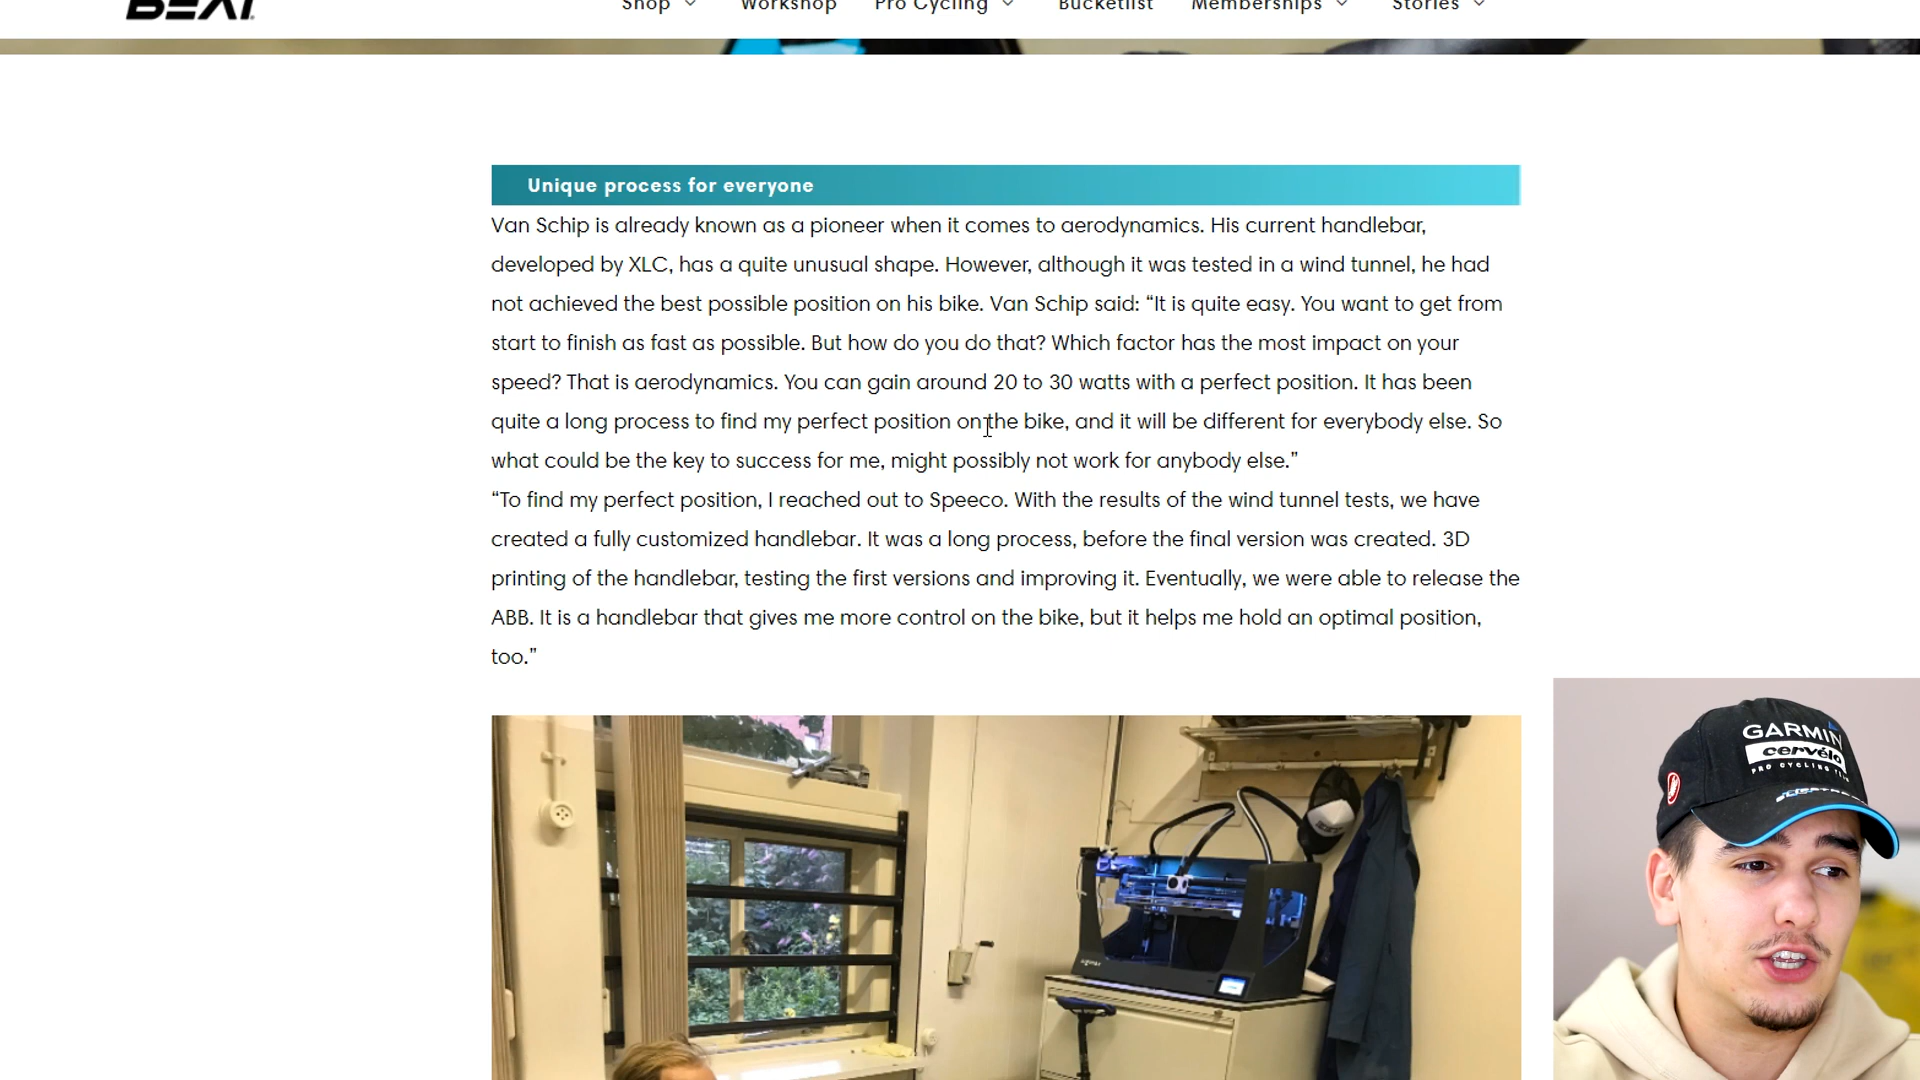 BEAT
Shop
Workshop
Pro Cycling
Bucketlist
Memberships
Stories
Unique process for everyone
Van Schip is already known as a pioneer when it comes to aerodynamics. His current handlebar,
developed by XLC, has a quite unusual shape. However, although it was tested in a wind tunnel, he had
not achieved the best possible position on his bike. Van Schip said: “It is quite easy. You want to get from
start to finish as fast as possible. But how do you do that? Which factor has the most impact on your
speed? That is aerodynamics. You can gain around 20 to 30 watts with a perfect position. It has been
quite a long process to find my perfect position on the bike, and it will be different for everybody else. So
what could be the key to success for me, might possibly not work for anybody else.”
“To find my perfect position, I reached out to Speeco. With the results of the wind tunnel tests, we have
created a fully customized handlebar. It was a long process, before the final version was created. 3D
printing of the handlebar, testing the first versions and improving it. Eventually, we were able to release the
ABB. It is a handlebar that gives me more control on the bike, but it helps me hold an optimal position,
too.”
GARMIN
cervélo
PRO CYCLING